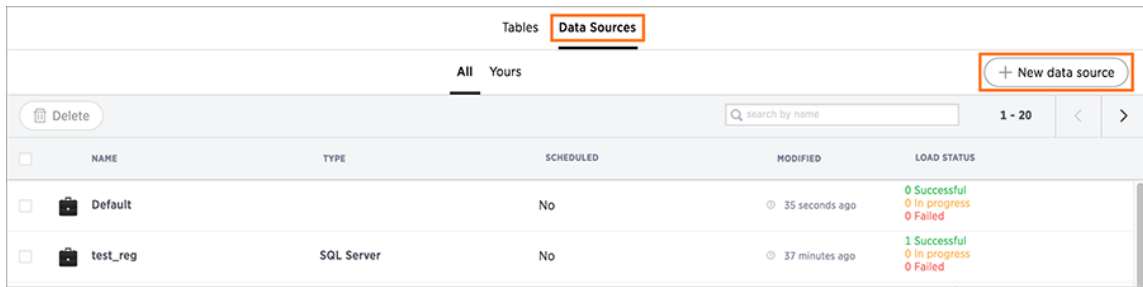 Tables Data Sources
All Yours
+ New data source
Delete
search by name
1 - 20
NAME TYPE SCHEDULED MODIFIED LOAD STATUS
Default No 35 seconds ago
0 Successful
0 In progress
0 Failed
test_reg SQL Server No 37 minutes ago
1 Successful
0 In progress
0 Failed